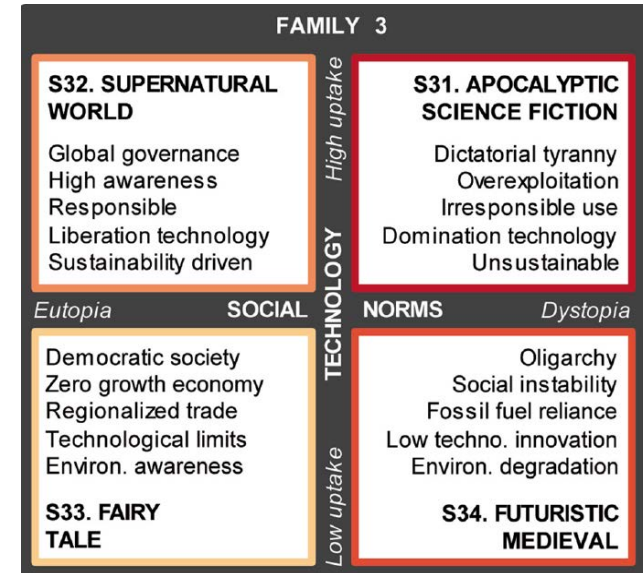 FAMILY 3
S32. SUPERNATURAL
WORLD
Global governance
High awareness
Responsible
Liberation technology
Sustainability driven
High uptake
S31. APOCALYPTIC
SCIENCE FICTION
Dictatorial tyranny
Overexploitation
Irresponsible use
Domination technology
Unsustainable
Eutopia
SOCIAL
TECHNOLOGY
NORMS
Dystopia
Democratic society
Zero growth economy
Regionalized trade
Technological limits
Environ. awareness
S33. FAIRY
TALE
Low uptake
Oligarchy
Social instability
Fossil fuel reliance
Low techno. innovation
Environ. degradation
S34. FUTURISTIC
MEDIEVAL